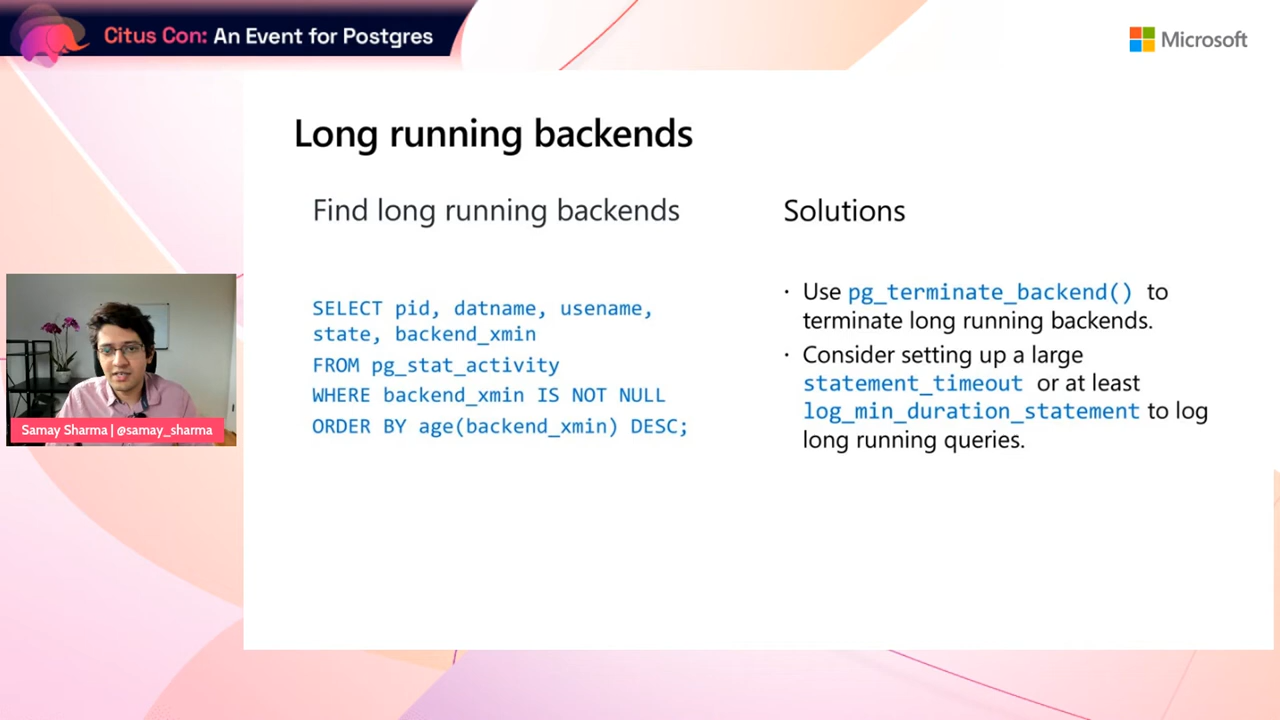 Citus Con: An Event for Postgres
Microsoft
Long running backends
Find long running backends
SELECT pid, datname, usename,
state, backend_xmin
FROM pg_stat_activity
WHERE backend_xmin IS NOT NULL
ORDER BY age(backend_xmin) DESC;
Solutions
· Use pg_terminate_backend() to
terminate long running backends.
· Consider setting up a large
statement_timeout or at least
log_min_duration_statement to log
long running queries.
Samay Sharma | @samay_sharma